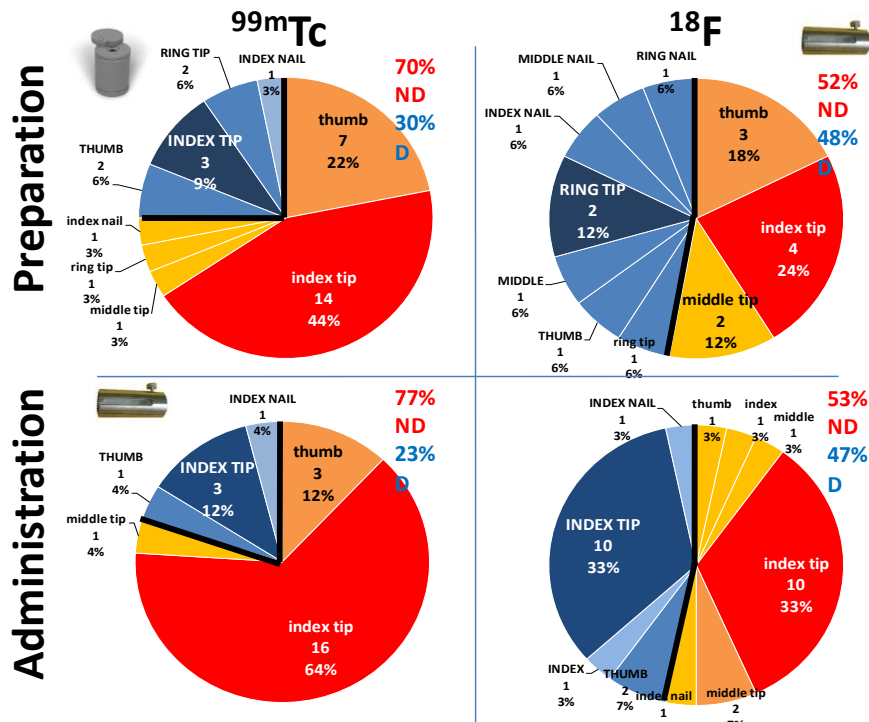 99mTc
18F
Preparation
Administration
RING TIP
2
6%
INDEX NAIL
1
3%
70%
ND
30%
D
thumb
7
22%
INDEX TIP
3
9%
THUMB
2
6%
index nail
1
3%
ring tip
1
3%
middle tip
1
3%
index tip
14
44%
MIDDLE NAIL
1
6%
RING NAIL
1
6%
52%
ND
48%
D
thumb
3
18%
INDEX NAIL
1
6%
RING TIP
2
12%
index tip
4
24%
MIDDLE
1
6%
middle tip
2
12%
THUMB
1
6%
ring tip
1
6%
INDEX NAIL
1
4%
77%
ND
23%
D
thumb
3
12%
INDEX TIP
3
12%
THUMB
1
4%
middle tip
1
4%
index tip
16
64%
INDEX NAIL
1
3%
thumb
1
3%
index
1
3%
middle
1
3%
53%
ND
47%
D
INDEX TIP
10
33%
index tip
10
33%
INDEX
1
3%
THUMB
2
7%
index nail
1
middle tip
2
7%